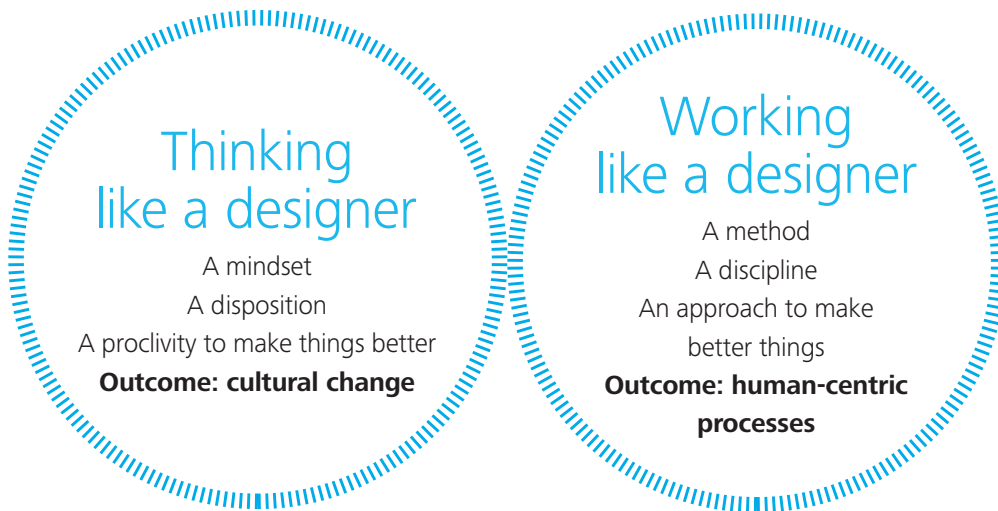 Thinking
like a designer
A mindset
A disposition
A proclivity to make things better
Outcome: cultural change
Working
like a designer
A method
A discipline
An approach to make
better things
Outcome: human-centric
processes